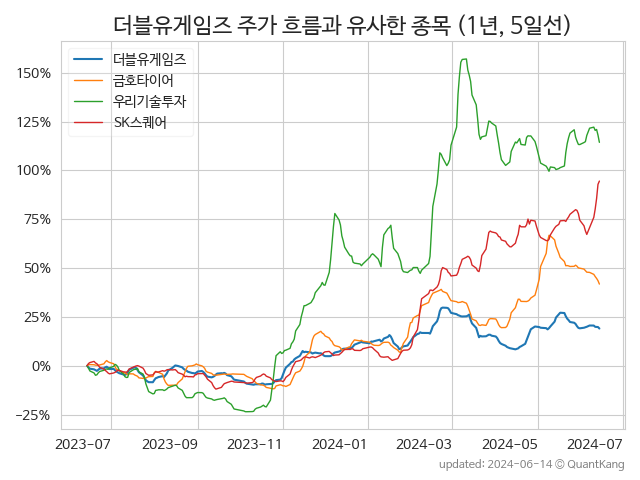 더블유게임즈 주가 흐름과 유사한 종목 (1년, 5일선)
더블유게임즈
금호타이어
우리기술투자
SK스퀘어
150%
125%
100%
75%
50%
25%
0%
−25%
2023-07 2023-09 2023-11 2024-01 2024-03 2024-05 2024-07
updated: 2024-06-14 © QuantKang